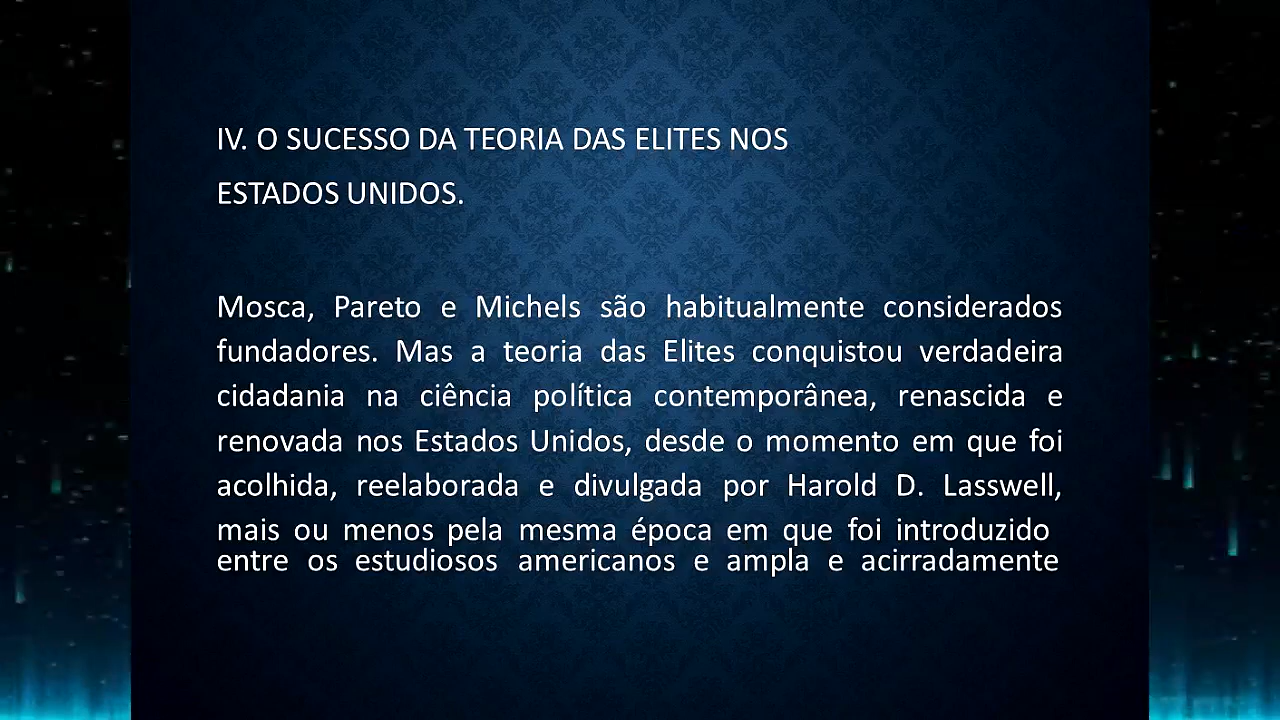 IV. O SUCESSO DA TEORIA DAS ELITES NOS
ESTADOS UNIDOS.
Mosca, Pareto e Michels são habitualmente considerados
fundadores. Mas a teoria das Elites conquistou verdadeira
cidadania na ciência política contemporânea, renascida e
renovada nos Estados Unidos, desde o momento em que foi
acolhida, reelaborada e divulgada por Harold D. Lasswell,
mais ou menos pela mesma época em que foi introduzido
entre os estudiosos americanos e ampla e acirradamente